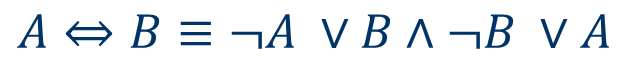 A ⇔ B ≡ ¬A ∨ B ∧ ¬B ∨ A